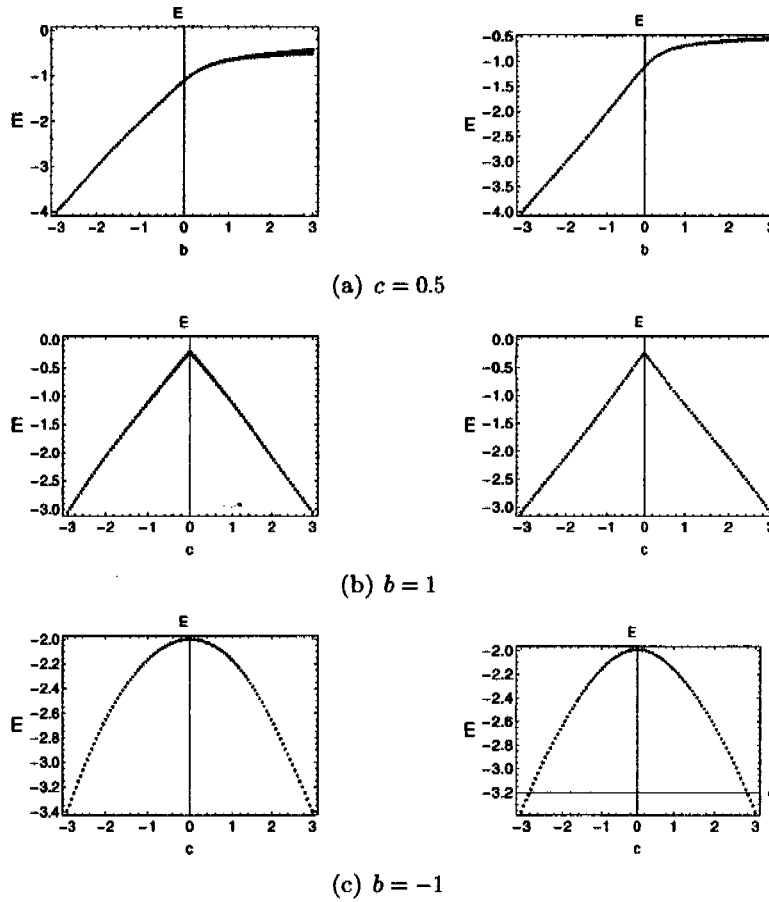 E E
0 -0.5
-1 -1.0
-1.5
-2 -2.0
E E
-2.5
-3 -3.0
-3.5
-4 -4.0
-3 -2 -1 0 1 2 3 -3 -2 -1 0 1 2 3
b b
(a) c = 0.5
E E
0.0 0.0
-0.5 -0.5
-1.0 -1.0
E E
-1.5 -1.5
-2.0 -2.0
-2.5 -2.5
-3.0 -3.0
-3 -2 -1 0 1 2 3 -3 -2 -1 0 1 2 3
c c
(b) b = 1
E E
-2.0 -2.0
-2.2 -2.2
-2.4 -2.4
-2.6 -2.6
E E
-2.8 -2.8
-3.0 -3.0
-3.2 -3.2
-3.4
-3 -2 -1 0 1 2 3 -3 -2 -1 0 1 2 3
c c
(c) b = −1